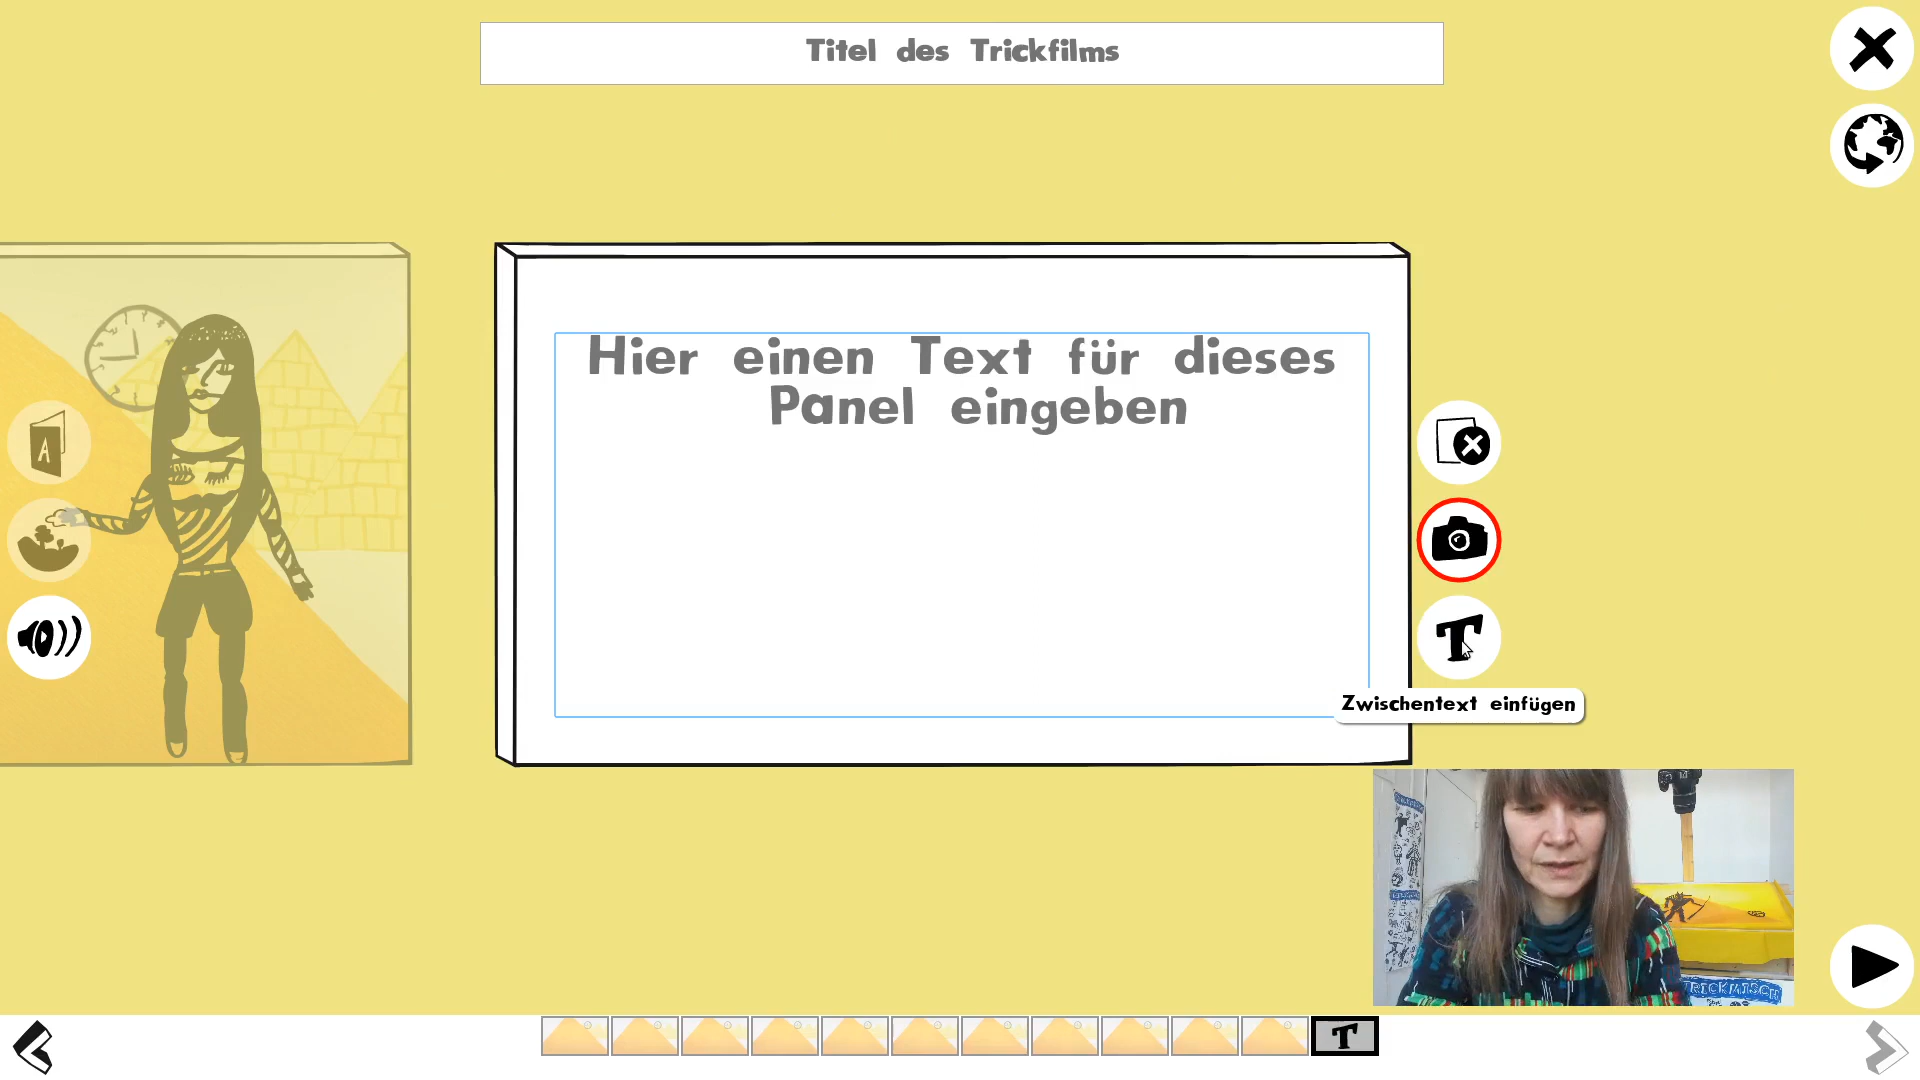 Titel des Trickfilms
Hier einen Text für dieses
Panel eingeben
A
T
Zwischentext einfügen
TRICKMISCH
T